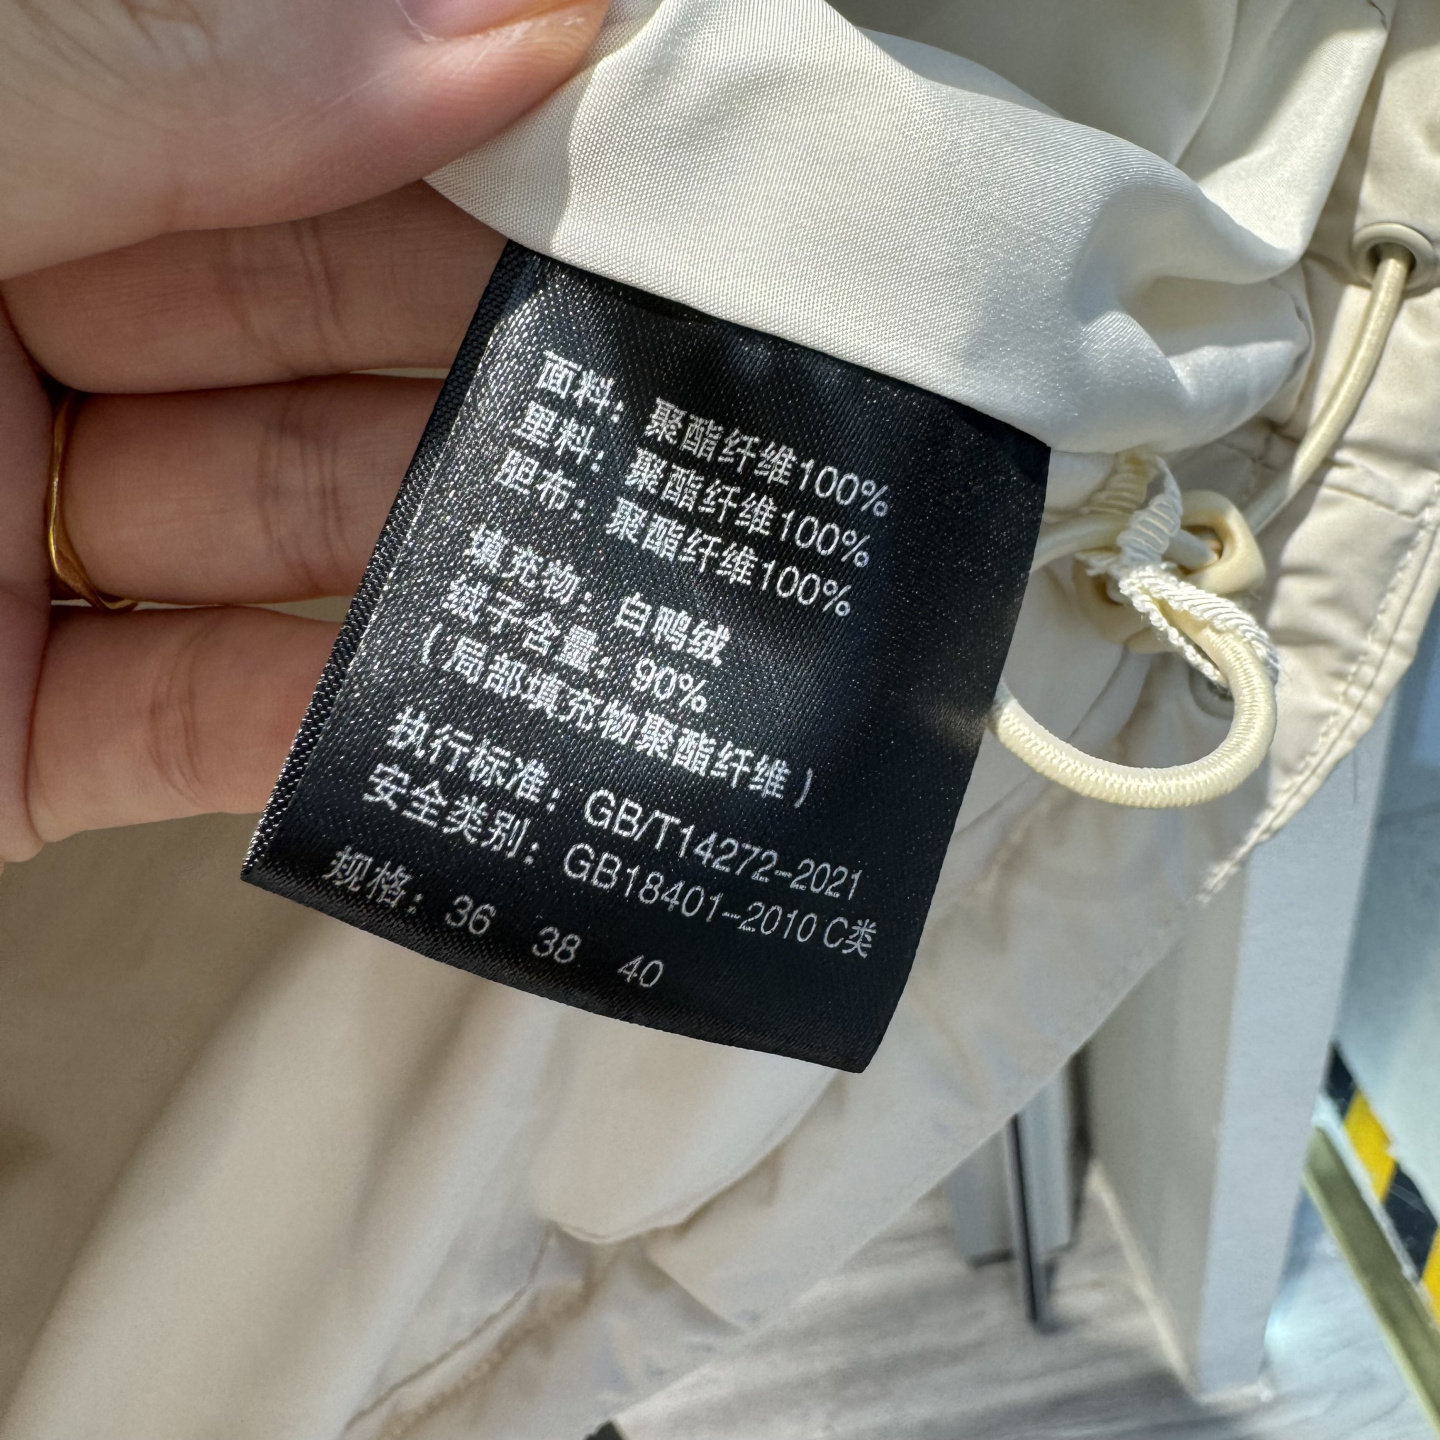 面料：聚酯纤维100%
里料：聚酯纤维100%
胆布：聚酯纤维100%
填充物：白鸭绒
绒子含量：90%
（局部填充物聚酯纤维）
执行标准：GB/T14272-2021
安全类别：GB18401-2010 C类
规格：36 38 40